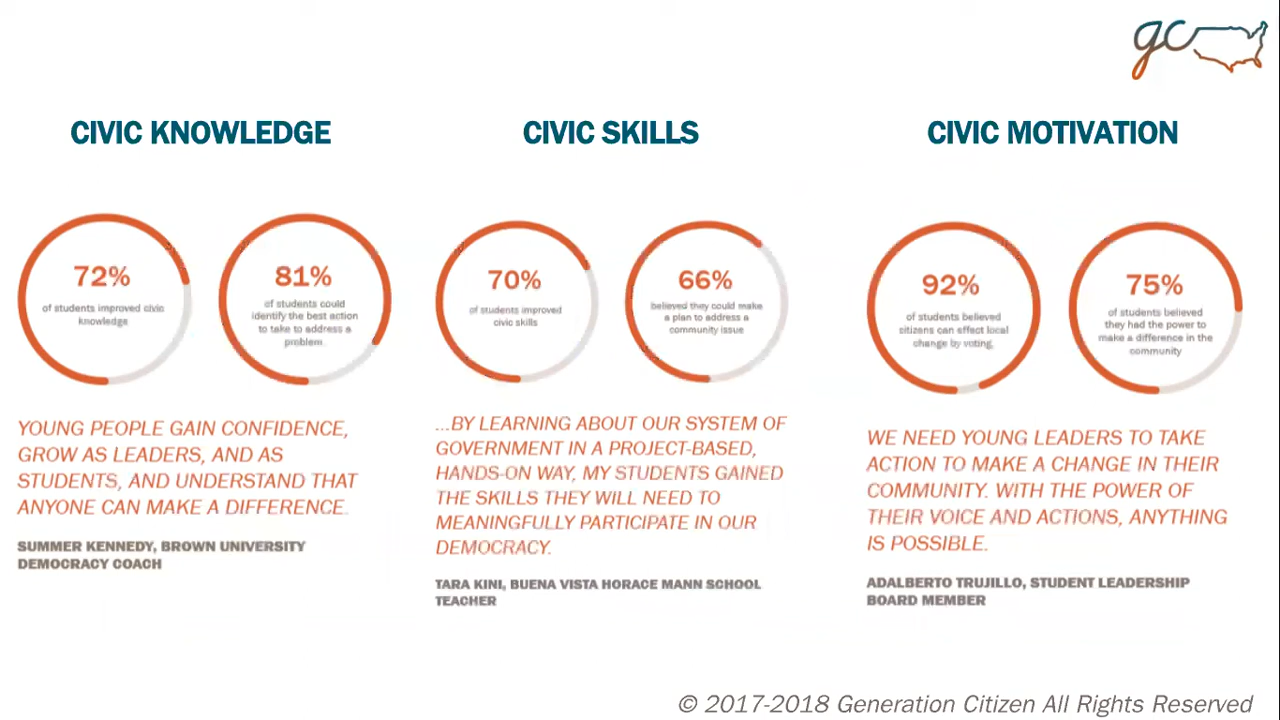 gc
CIVIC KNOWLEDGE
72%
of students improved civic
knowledge
81%
of students could
identify the best action
to take to address a
problem.
YOUNG PEOPLE GAIN CONFIDENCE,
GROW AS LEADERS, AND AS
STUDENTS, AND UNDERSTAND THAT
ANYONE CAN MAKE A DIFFERENCE.
SUMMER KENNEDY, BROWN UNIVERSITY
DEMOCRACY COACH
CIVIC SKILLS
70%
of students improved
civic skills
66%
believed they could make
a plan to address a
community issue
...BY LEARNING ABOUT OUR SYSTEM OF
GOVERNMENT IN A PROJECT-BASED,
HANDS-ON WAY, MY STUDENTS GAINED
THE SKILLS THEY WILL NEED TO
MEANINGFULLY PARTICIPATE IN OUR
DEMOCRACY.
TARA KINI, BUENA VISTA HORACE MANN SCHOOL
TEACHER
CIVIC MOTIVATION
92%
of students believed
citizens can effect local
change by voting.
75%
of students believed
they had the power to
make a difference in the
community
WE NEED YOUNG LEADERS TO TAKE
ACTION TO MAKE A CHANGE IN THEIR
COMMUNITY. WITH THE POWER OF
THEIR VOICE AND ACTIONS, ANYTHING
IS POSSIBLE.
ADALBERTO TRUJILLO, STUDENT LEADERSHIP
BOARD MEMBER
© 2017-2018 Generation Citizen All Rights Reserved